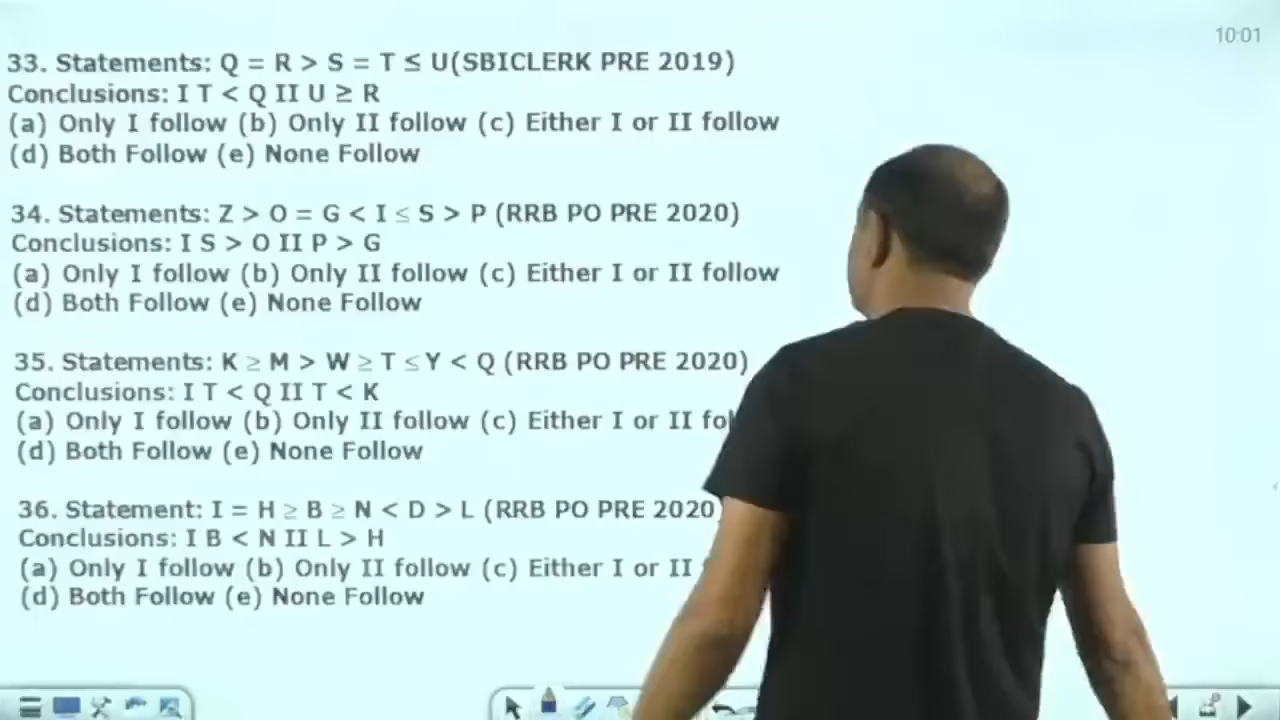 10:01
33. Statements: Q = R > S = T ≤ U(SBICLERK PRE 2019)
Conclusions: I T < Q II U ≥ R
(a) Only I follow (b) Only II follow (c) Either I or II follow
(d) Both Follow (e) None Follow
34. Statements: Z > O = G < I ≤ S > P (RRB PO PRE 2020)
Conclusions: I S > O II P > G
(a) Only I follow (b) Only II follow (c) Either I or II follow
(d) Both Follow (e) None Follow
35. Statements: K ≥ M > W ≥ T ≤ Y < Q (RRB PO PRE 2020)
Conclusions: I T < Q II T < K
(a) Only I follow (b) Only II follow (c) Either I or II
(d) Both Follow (e) None Follow
36. Statement: I = H ≥ B ≥ N < D > L (RRB PO PRE 2020
Conclusions: I B < N II L > H
(a) Only I follow (b) Only II follow (c) Either I or II
(d) Both Follow (e) None Follow